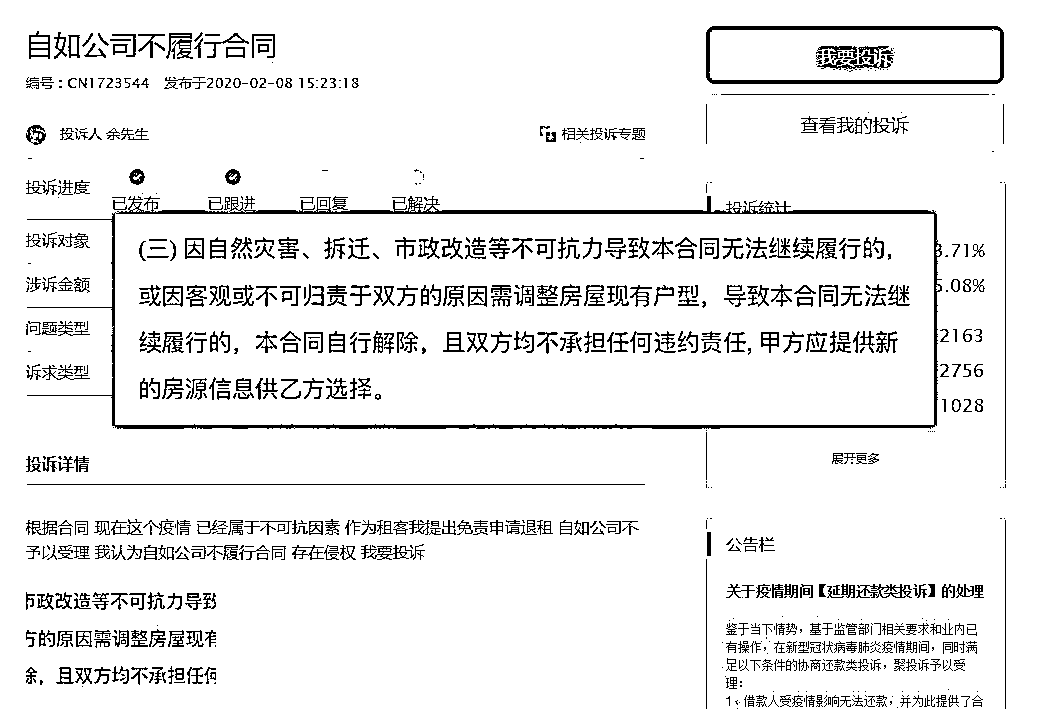 自如公司不履行合同
编号：CN1723544 发布于2020-02-08 15:23:18
投诉人 余先生
相关投诉专题
投诉进度
已发布 已跟进 已回复 已解决
投诉对象
涉诉金额
问题类型
诉求类型
(三) 因自然灾害、拆迁、市政改造等不可抗力导致本合同无法继续履行的，
或因客观或不可归责于双方的原因需调整房屋现有户型，导致本合同无法继
续履行的，本合同自行解除，且双方均不承担任何违约责任, 甲方应提供新
的房源信息供乙方选择。
投诉详情
根据合同 现在这个疫情 已经属于不可抗因素 作为租客我提出免责申请退租 自如公司不
予以受理 我认为自如公司不履行合同 存在侵权 我要投诉
市政改造等不可抗力导致
方的原因需调整房屋现有
除，且双方均不承担任何
我要投诉
查看我的投诉
投诉统计
3.71%
5.08%
2163
2756
1028
展开更多
公告栏
关于疫情期间【延期还款类投诉】的处理
鉴于当下情势，基于监管部门相关要求和业内已
有操作，在新型冠状病毒肺炎疫情期间，同时满
足以下条件的协商还款类投诉，聚投诉予以受
理：
1、借款人受疫情影响无法还款，并为此提供了合